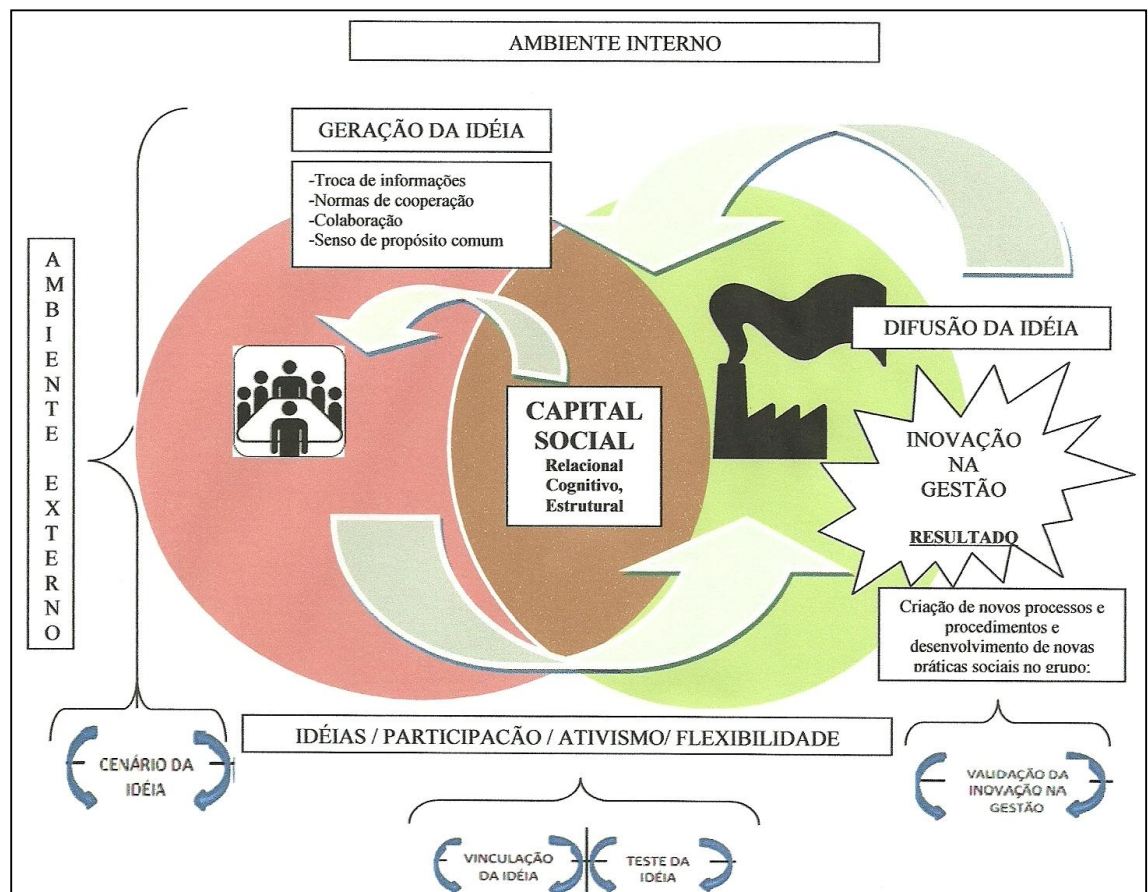 AMBIENTE INTERNO
GERAÇÃO DA IDÉIA
-Troca de informações
-Normas de cooperação
-Colaboração
-Senso de propósito comum
AMBIENTE EXTERNO
DIFUSÃO DA IDÉIA
CAPITAL
SOCIAL
Relacional
Cognitivo,
Estrutural
INOVAÇÃO
NA
GESTÃO
RESULTADO
Criação de novos processos e
procedimentos e
desenvolvimento de novas
práticas sociais no grupo;
IDÉIAS / PARTICIPAÇÃO / ATIVISMO/ FLEXIBILIDADE
CENÁRIO DA
IDÉIA
VALIDAÇÃO DA
INOVAÇÃO NA
GESTÃO
VINCULAÇÃO
DA IDÉIA
TESTE DA
IDÉIA